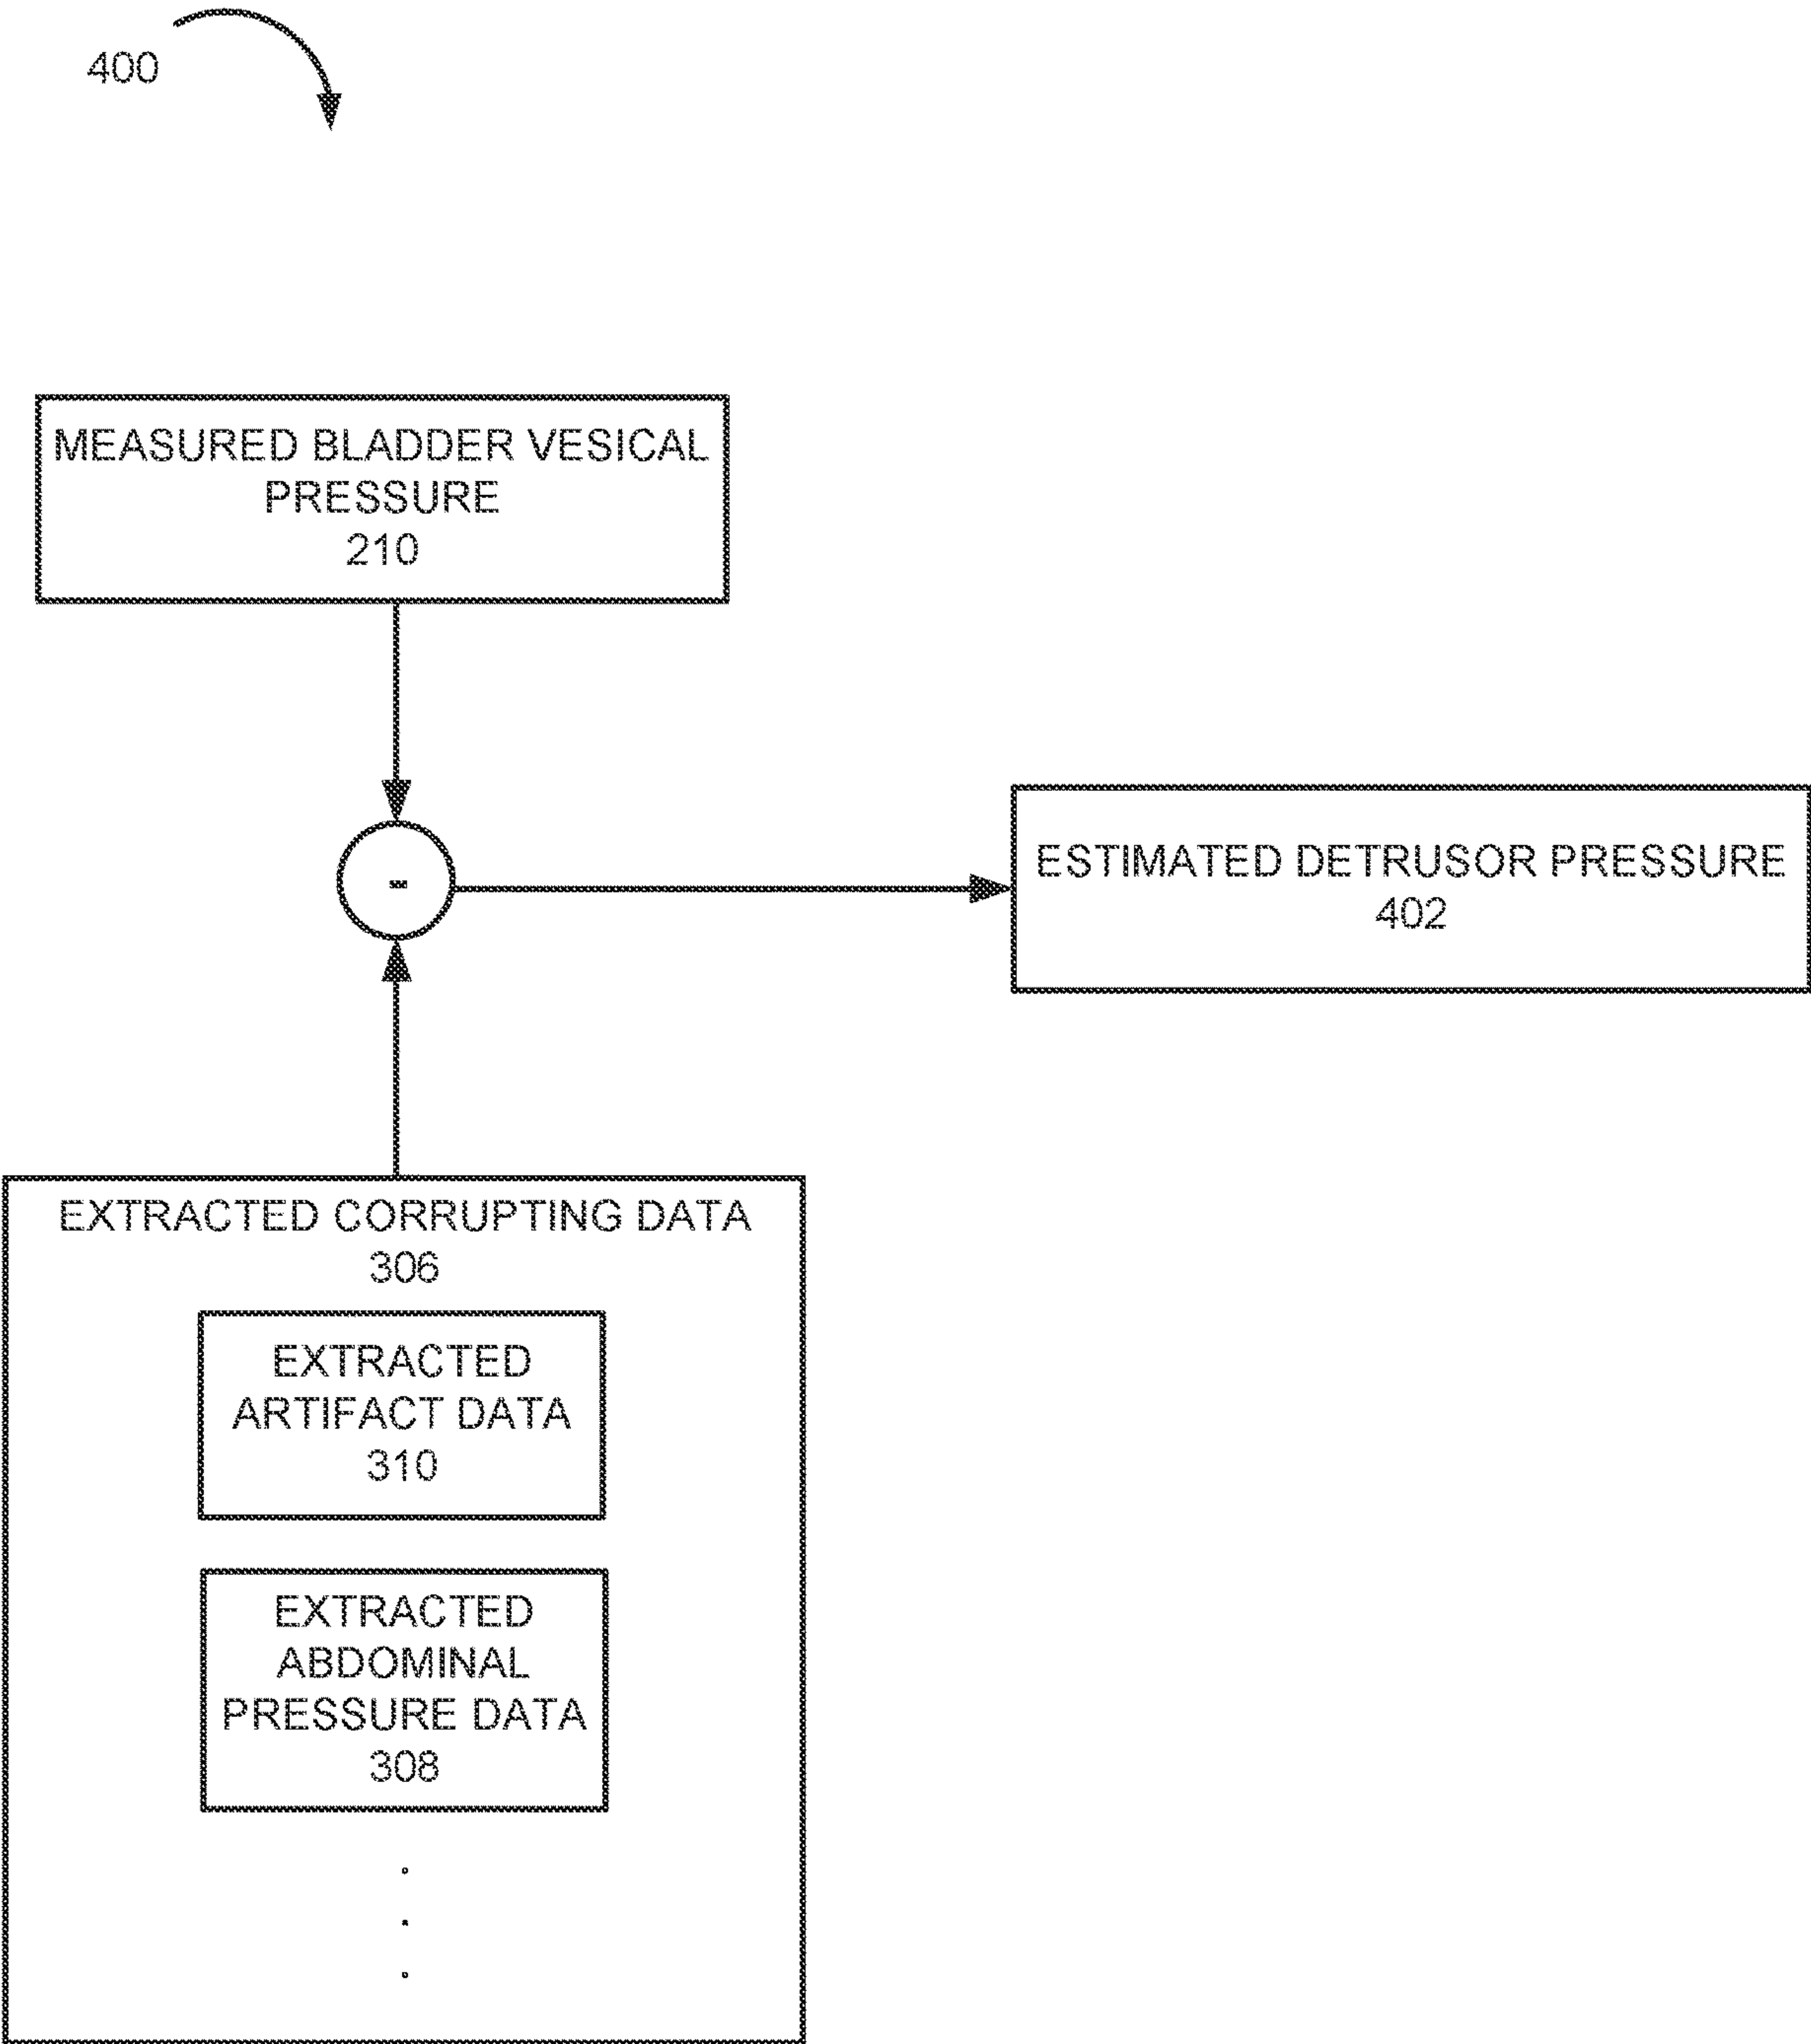 400
MEASURED BLADDER VESICAL
PRESSURE
210
-
ESTIMATED DETRUSOR PRESSURE
402
EXTRACTED CORRUPTING DATA
306
EXTRACTED
ARTIFACT DATA
310
EXTRACTED
ABDOMINAL
PRESSURE DATA
308
.
.
.